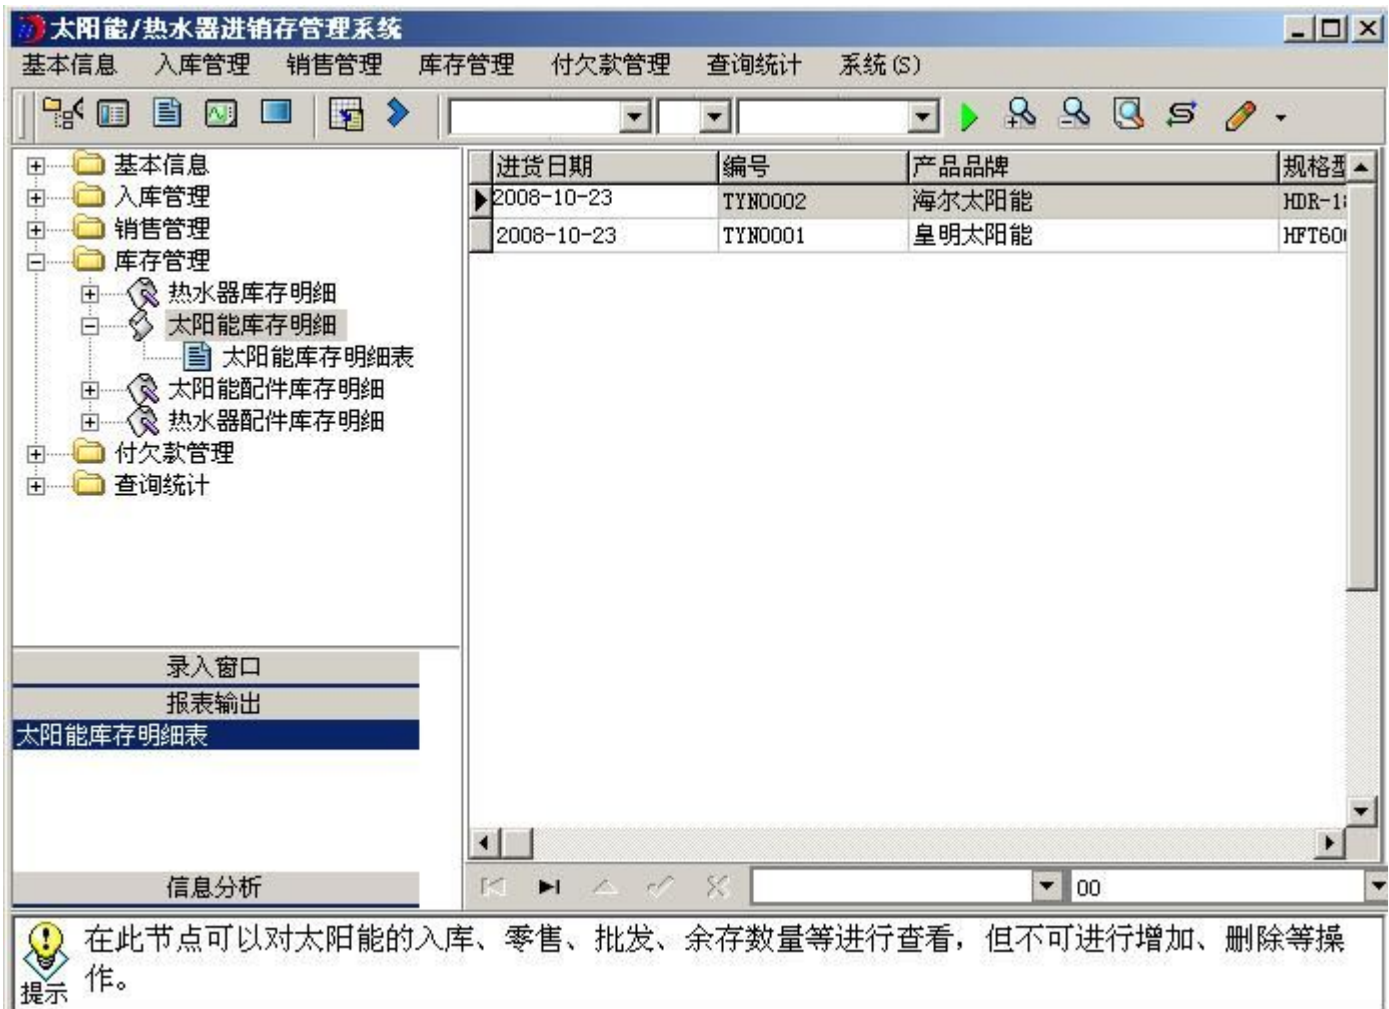 太阳能/热水器进销存管理系统
基本信息 入库管理 销售管理 库存管理 付欠款管理 查询统计 系统(S)
基本信息
入库管理
销售管理
库存管理
热水器库存明细
太阳能库存明细
太阳能库存明细表
太阳能配件库存明细
热水器配件库存明细
付欠款管理
查询统计
进货日期 编号 产品品牌 规格型
2008-10-23 TYN0002 海尔太阳能 HDR-18
2008-10-23 TYN0001 皇明太阳能 HFT60
录入窗口
报表输出
太阳能库存明细表
信息分析
00
在此节点可以对太阳能的入库、零售、批发、余存数量等进行查看，但不可进行增加、删除等操
作。
提示